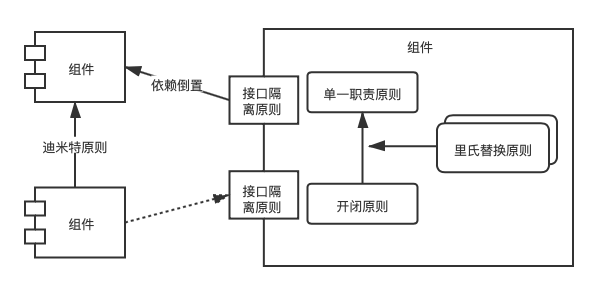 组件
组件
依赖倒置
接口隔
离原则
单一职责原则
迪米特原则
里氏替换原则
组件
接口隔
离原则
开闭原则